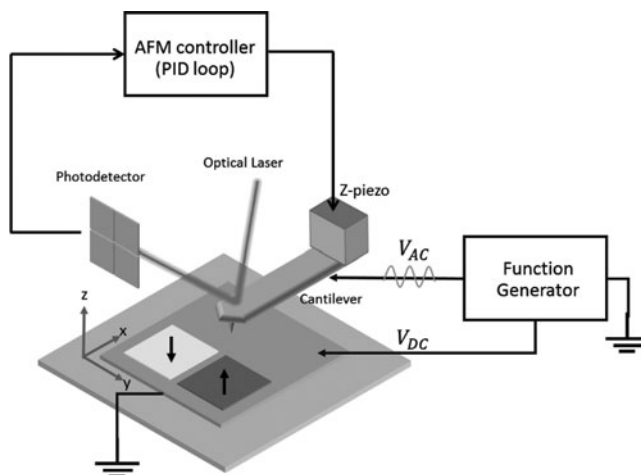 AFM controller
(PID loop)
Optical Laser
Photodetector
Z-piezo
V_AC
Function
Generator
Cantilever
z
x
y
V_DC